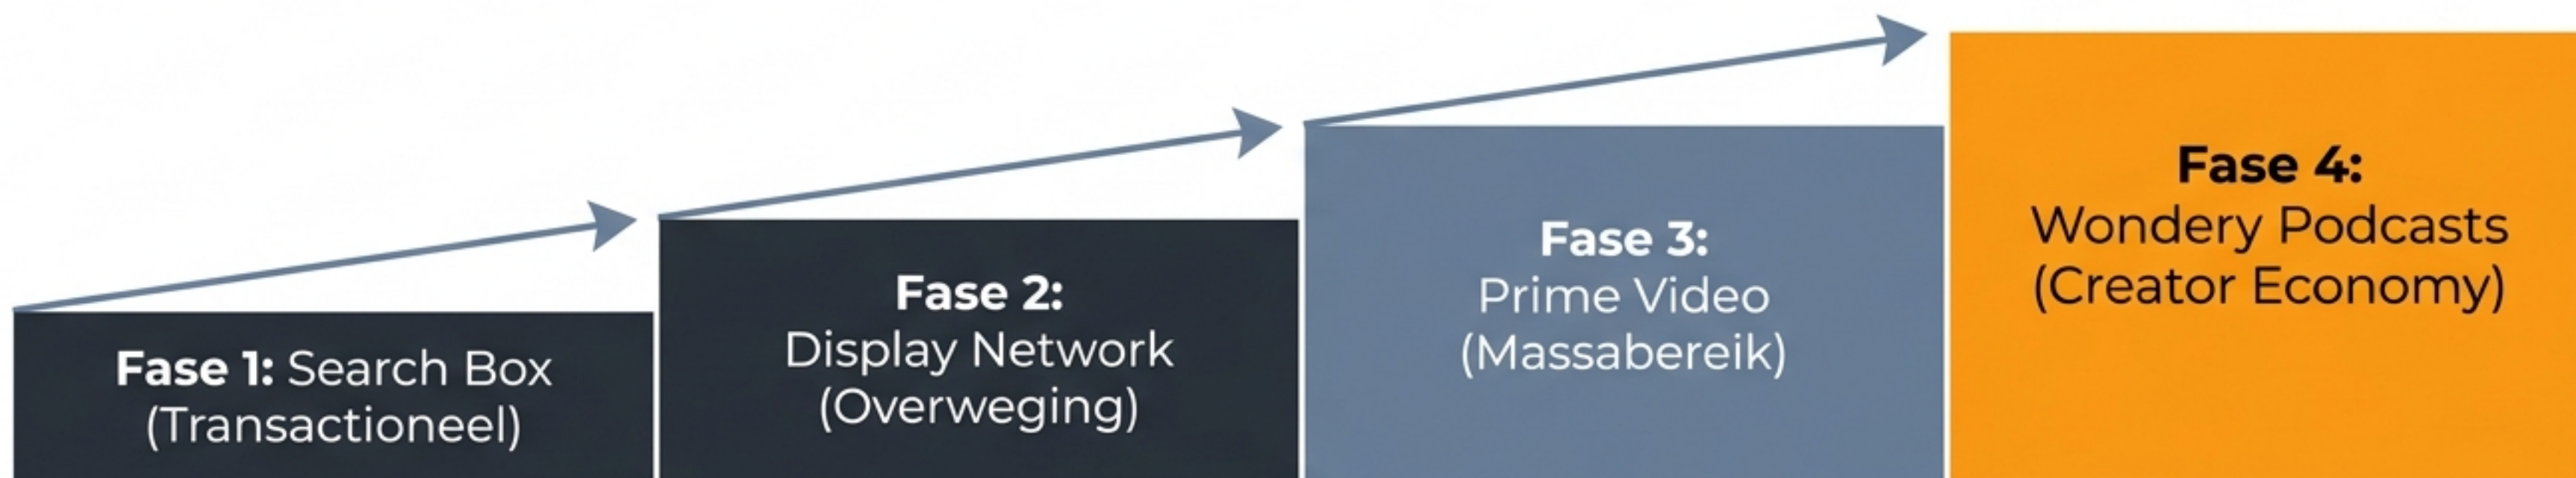 Fase 1: Search Box
(Transactioneel)
Fase 2:
Display Network
(Overweging)
Fase 3:
Prime Video
(Massabereik)
Fase 4:
Wondery Podcasts
(Creator Economy)